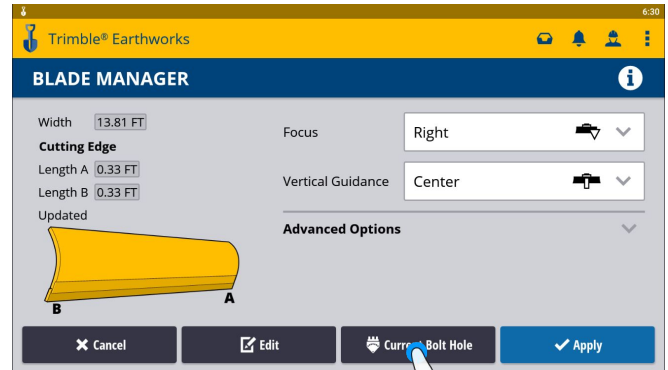 6:30
Trimble® Earthworks
BLADE MANAGER
Width 13.81 FT
Cutting Edge
Length A 0.33 FT
Length B 0.33 FT
Updated
B
A
Focus Right
Vertical Guidance Center
Advanced Options
Cancel
Edit
Current Bolt Hole
Apply